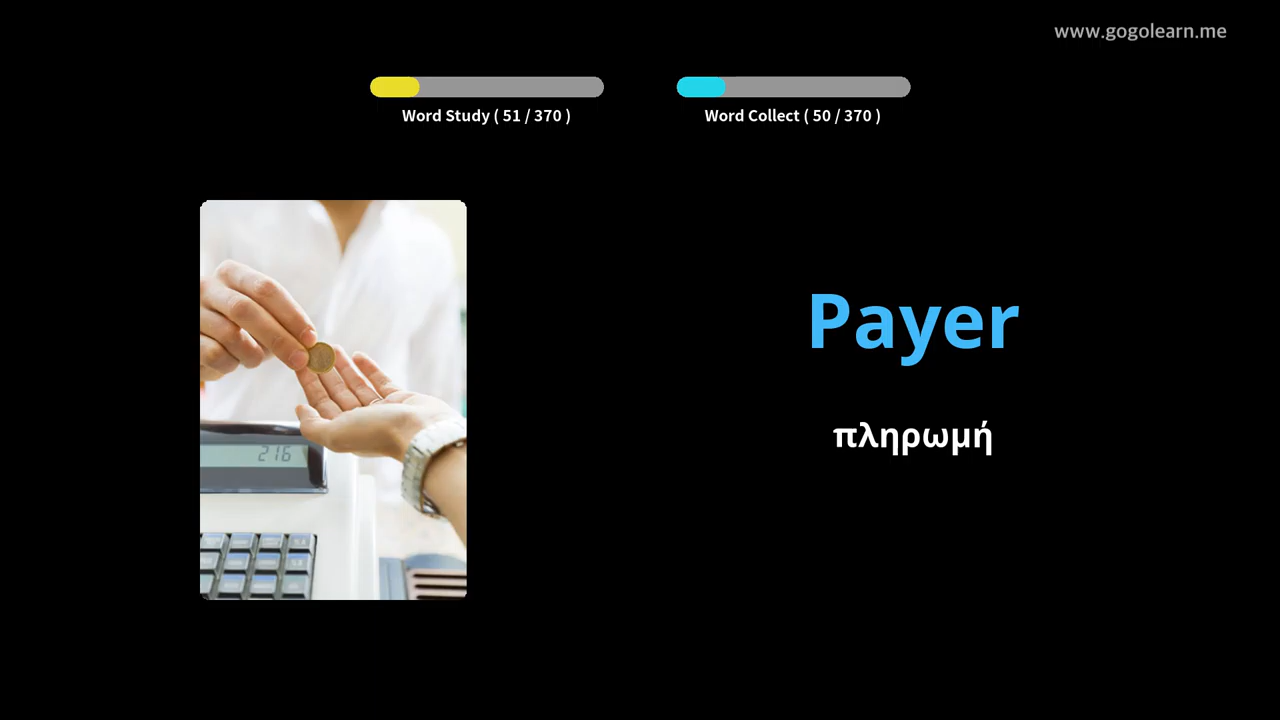 www.gogolearn.me
Word Study ( 51 / 370 )
Word Collect ( 50 / 370 )
Payer
πληρωμή
216